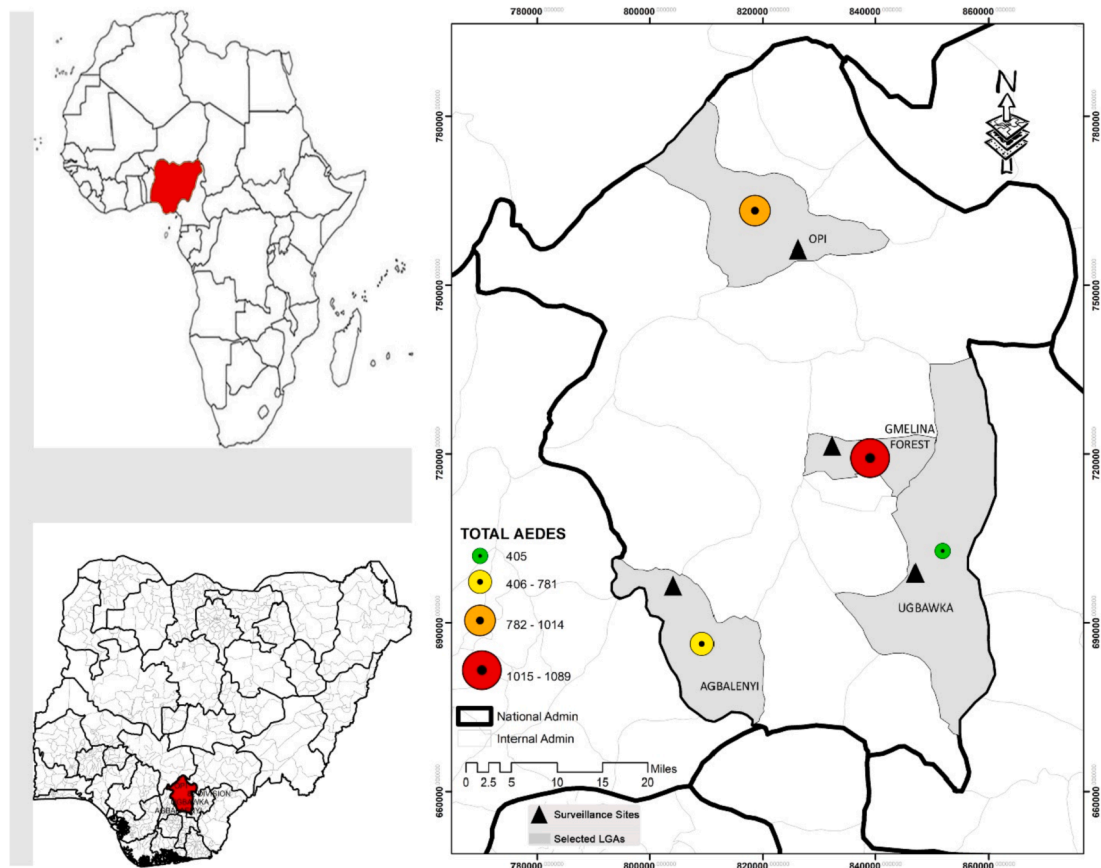 780000 800000 820000 840000 860000
N
780000
780000
OPI
750000
750000
GMELINA
FOREST
720000
720000
TOTAL AEDES
405
406 - 781
782 - 1014
1015 - 1089
UGBAWKA
690000
690000
AGBALENYI
National Admin
Internal Admin
Miles
0 2.5 5 10 15 20
660000
660000
Surveillance Sites
Selected LGAs
780000 800000 820000 840000 860000